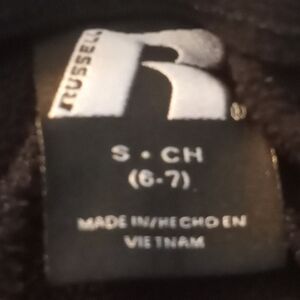 RUSSELL
R
®
S • CH
(6-7)
MADE IN/HECHO EN
VIETNAM